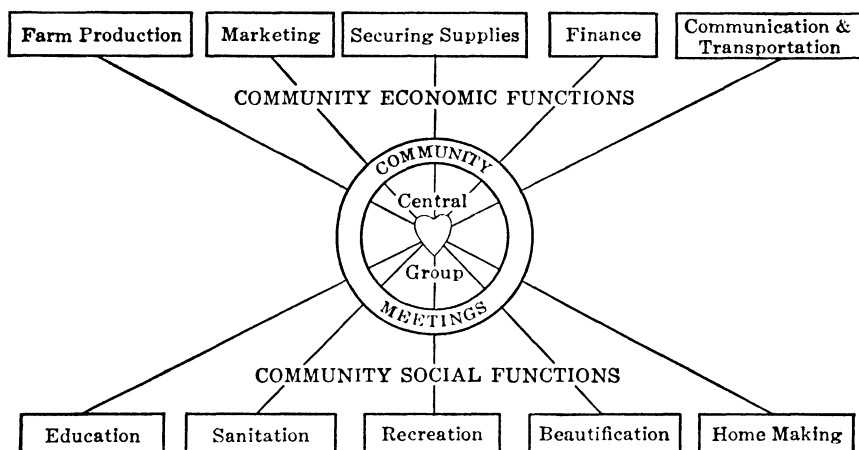 Farm Production
Marketing
Securing Supplies
Finance
Communication &
Transportation
COMMUNITY ECONOMIC FUNCTIONS
COMMUNITY
Central
Group
MEETINGS
COMMUNITY SOCIAL FUNCTIONS
Education
Sanitation
Recreation
Beautification
Home Making